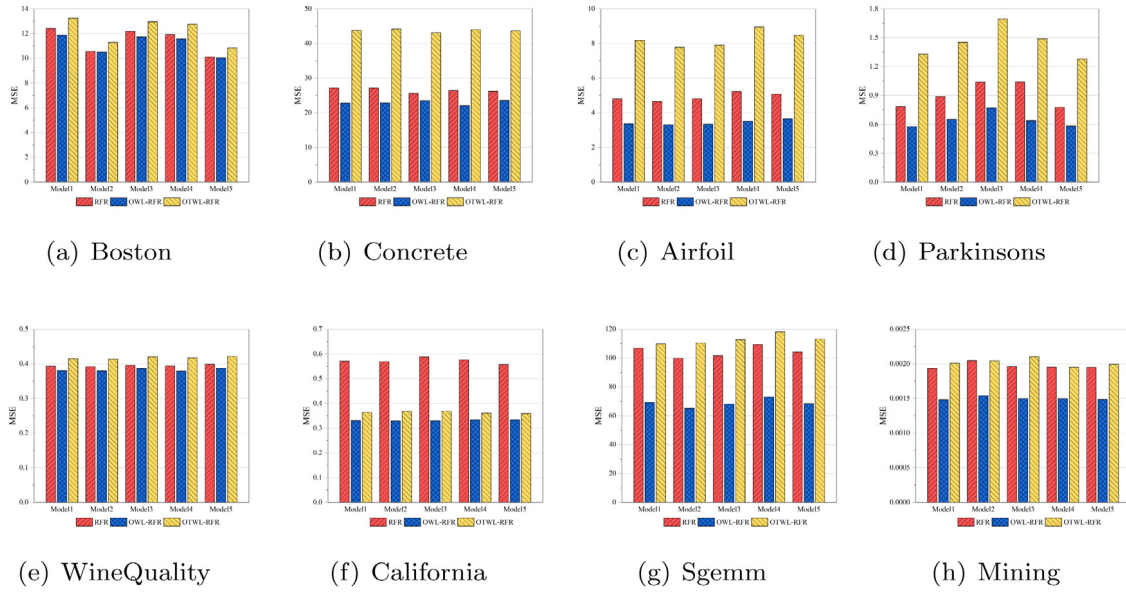 14
12
10
8
6
4
2
0
MSE
Model1 Model2 Model3 Model4 Model5
RFR OWL-RFR OTWL-RFR
(a) Boston
50
40
30
20
10
0
MSE
Model1 Model2 Model3 Model4 Model5
RFR OWL-RFR OTWL-RFR
(b) Concrete
10
8
6
4
2
0
MSE
Model1 Model2 Model3 Model4 Model5
RFR OWL-RFR OTWL-RFR
(c) Airfoil
1.8
1.5
1.2
0.9
0.6
0.3
0.0
MSE
Model1 Model2 Model3 Model4 Model5
RFR OWL-RFR OTWL-RFR
(d) Parkinsons
0.5
0.4
0.3
0.2
0.1
0.0
MSE
Model1 Model2 Model3 Model4 Model5
RFR OWL-RFR OTWL-RFR
(e) WineQuality
0.7
0.6
0.5
0.4
0.3
0.2
0.1
0.0
MSE
Model1 Model2 Model3 Model4 Model5
RFR OWL-RFR OTWL-RFR
(f) California
120
100
80
60
40
20
0
MSE
Model1 Model2 Model3 Model4 Model5
RFR OWL-RFR OTWL-RFR
(g) Sgemm
0.0025
0.0020
0.0015
0.0010
0.0005
0.0000
MSE
Model1 Model2 Model3 Model4 Model5
RFR OWL-RFR OTWL-RFR
(h) Mining